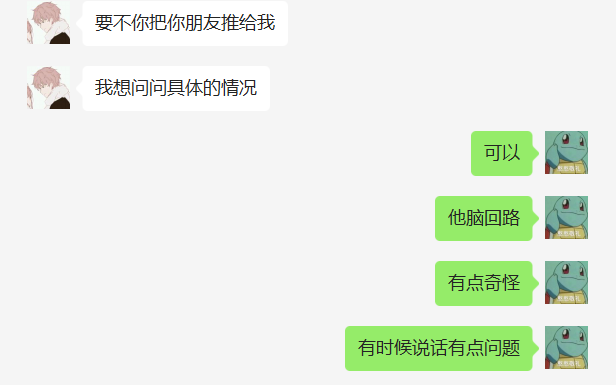 要不你把你朋友推给我
我想问问具体的情况
可以
他脑回路
有点奇怪
有时候说话有点问题